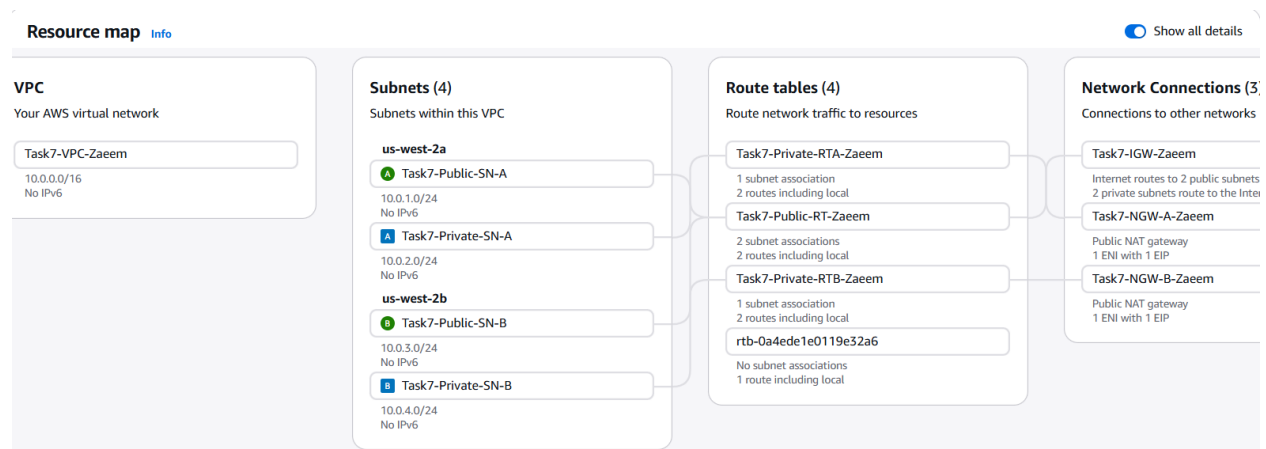 Resource map Info
Show all details
VPC
Your AWS virtual network
Task7-VPC-Zaeem
10.0.0.0/16
No IPv6
Subnets (4)
Subnets within this VPC
us-west-2a
A Task7-Public-SN-A
10.0.1.0/24
No IPv6
A Task7-Private-SN-A
10.0.2.0/24
No IPv6
us-west-2b
B Task7-Public-SN-B
10.0.3.0/24
No IPv6
B Task7-Private-SN-B
10.0.4.0/24
No IPv6
Route tables (4)
Route network traffic to resources
Task7-Private-RTA-Zaeem
1 subnet association
2 routes including local
Task7-Public-RT-Zaeem
2 subnet associations
2 routes including local
Task7-Private-RTB-Zaeem
1 subnet association
2 routes including local
rtb-0a4ede1e0119e32a6
No subnet associations
1 route including local
Network Connections (3)
Connections to other networks
Task7-IGW-Zaeem
Internet routes to 2 public subnets
2 private subnets route to the Inte
Task7-NGW-A-Zaeem
Public NAT gateway
1 ENI with 1 EIP
Task7-NGW-B-Zaeem
Public NAT gateway
1 ENI with 1 EIP